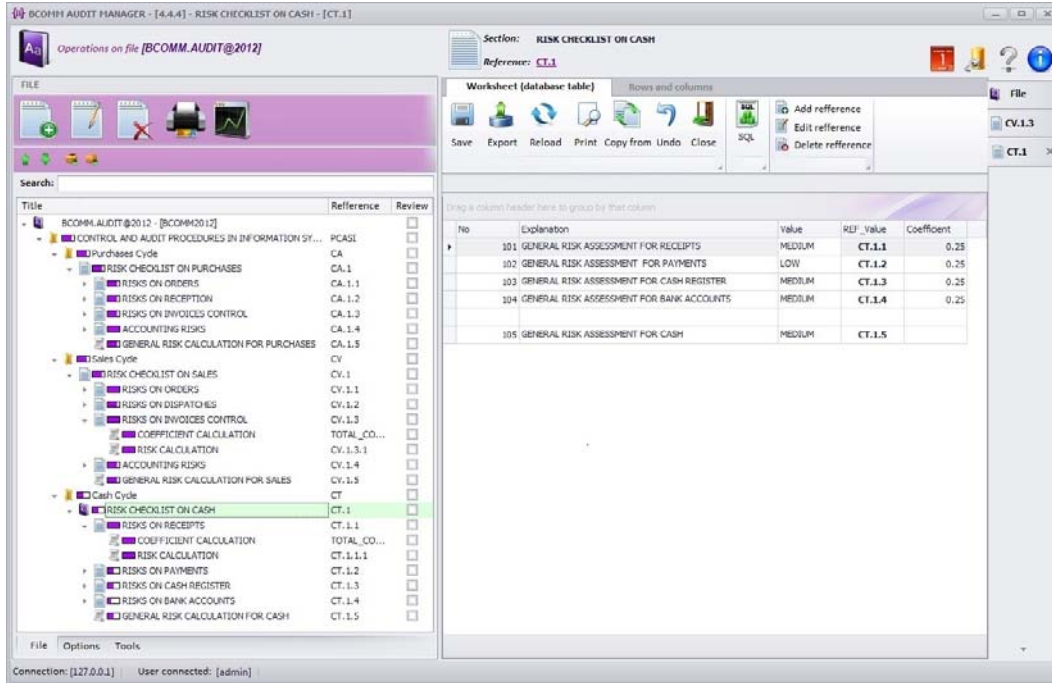 BCOMM AUDIT MANAGER - [4.4.4] - RISK CHECKLIST ON CASH - [CT.1]
Operations on file [BCOMM.AUDIT@2012]
Section: RISK CHECKLIST ON CASH
Reference: CT.1
FILE
Search:
Title Refference Review
BCOMM.AUDIT@2012 - [BCOMM2012]
CONTROL AND AUDIT PROCEDURES IN INFORMATION SY... PCASI
Purchases Cycle CA
RISK CHECKLIST ON PURCHASES CA.1
RISKS ON ORDERS CA.1.1
RISKS ON RECEPTION CA.1.2
RISKS ON INVOICES CONTROL CA.1.3
ACCOUNTING RISKS CA.1.4
GENERAL RISK CALCULATION FOR PURCHASES CA.1.5
Sales Cycle CV
RISK CHECKLIST ON SALES CV.1
RISKS ON ORDERS CV.1.1
RISKS ON DISPATCHES CV.1.2
RISKS ON INVOICES CONTROL CV.1.3
COEFFICIENT CALCULATION TOTAL_CO...
RISK CALCULATION CV.1.3.1
ACCOUNTING RISKS CV.1.4
GENERAL RISK CALCULATION FOR SALES CV.1.5
Cash Cycle CT
RISK CHECKLIST ON CASH CT.1
RISKS ON RECEIPTS CT.1.1
COEFFICIENT CALCULATION TOTAL_CO...
RISK CALCULATION CT.1.1.1
RISKS ON PAYMENTS CT.1.2
RISKS ON CASH REGISTER CT.1.3
RISKS ON BANK ACCOUNTS CT.1.4
GENERAL RISK CALCULATION FOR CASH CT.1.5
File Options Tools
Connection: [127.0.0.1] User connected: [admin]
Worksheet (database table) Rows and columns
Save Export Reload Print Copy from Undo Close
SQL
Add refference
Edit refference
Delete refference
Drag a column header here to group by that column
No Explanation Value REF_Value Coefficient
101 GENERAL RISK ASSESSMENT FOR RECEIPTS MEDIUM CT.1.1 0.25
102 GENERAL RISK ASSESSMENT FOR PAYMENTS LOW CT.1.2 0.25
103 GENERAL RISK ASSESSMENT FOR CASH REGISTER MEDIUM CT.1.3 0.25
104 GENERAL RISK ASSESSMENT FOR BANK ACCOUNTS MEDIUM CT.1.4 0.25
105 GENERAL RISK ASSESSMENT FOR CASH MEDIUM CT.1.5
File
CV.1.3
CT.1